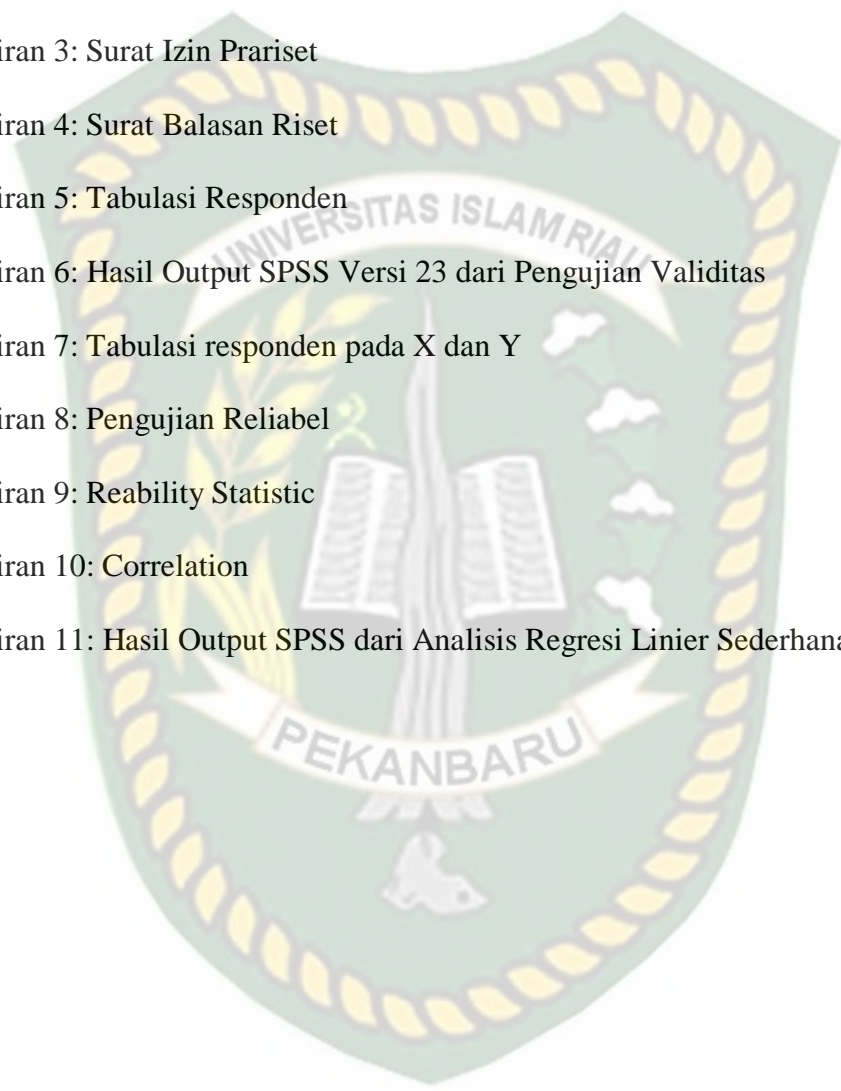 iran 3: Surat Izin Prariset
iran 4: Surat Balasan Riset
iran 5: Tabulasi Responden
UNIVERSITAS ISLAM RIAU
iran 6: Hasil Output SPSS Versi 23 dari Pengujian Validitas
iran 7: Tabulasi responden pada X dan Y
iran 8: Pengujian Reliabel
iran 9: Reability Statistic
iran 10: Correlation
iran 11: Hasil Output SPSS dari Analisis Regresi Linier Sederhana
PEKANBARU